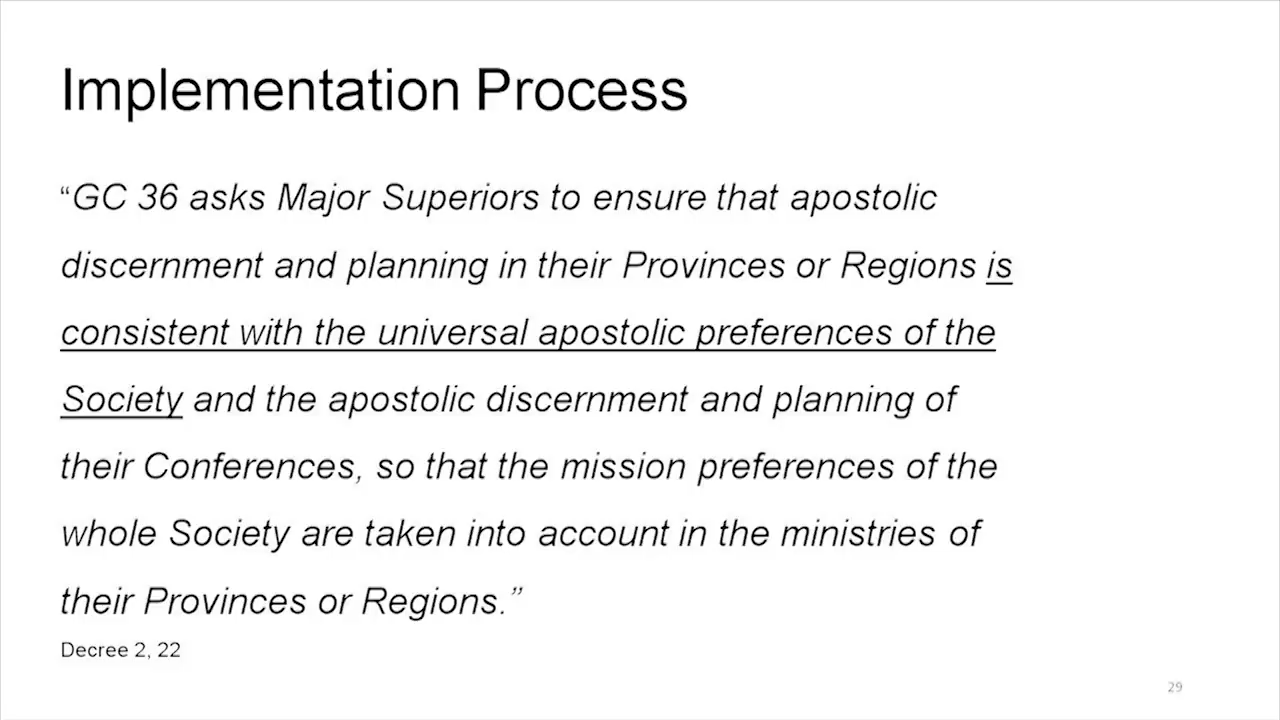 Implementation Process
“GC 36 asks Major Superiors to ensure that apostolic
discernment and planning in their Provinces or Regions is
consistent with the universal apostolic preferences of the
Society and the apostolic discernment and planning of
their Conferences, so that the mission preferences of the
whole Society are taken into account in the ministries of
their Provinces or Regions.”
Decree 2, 22
29